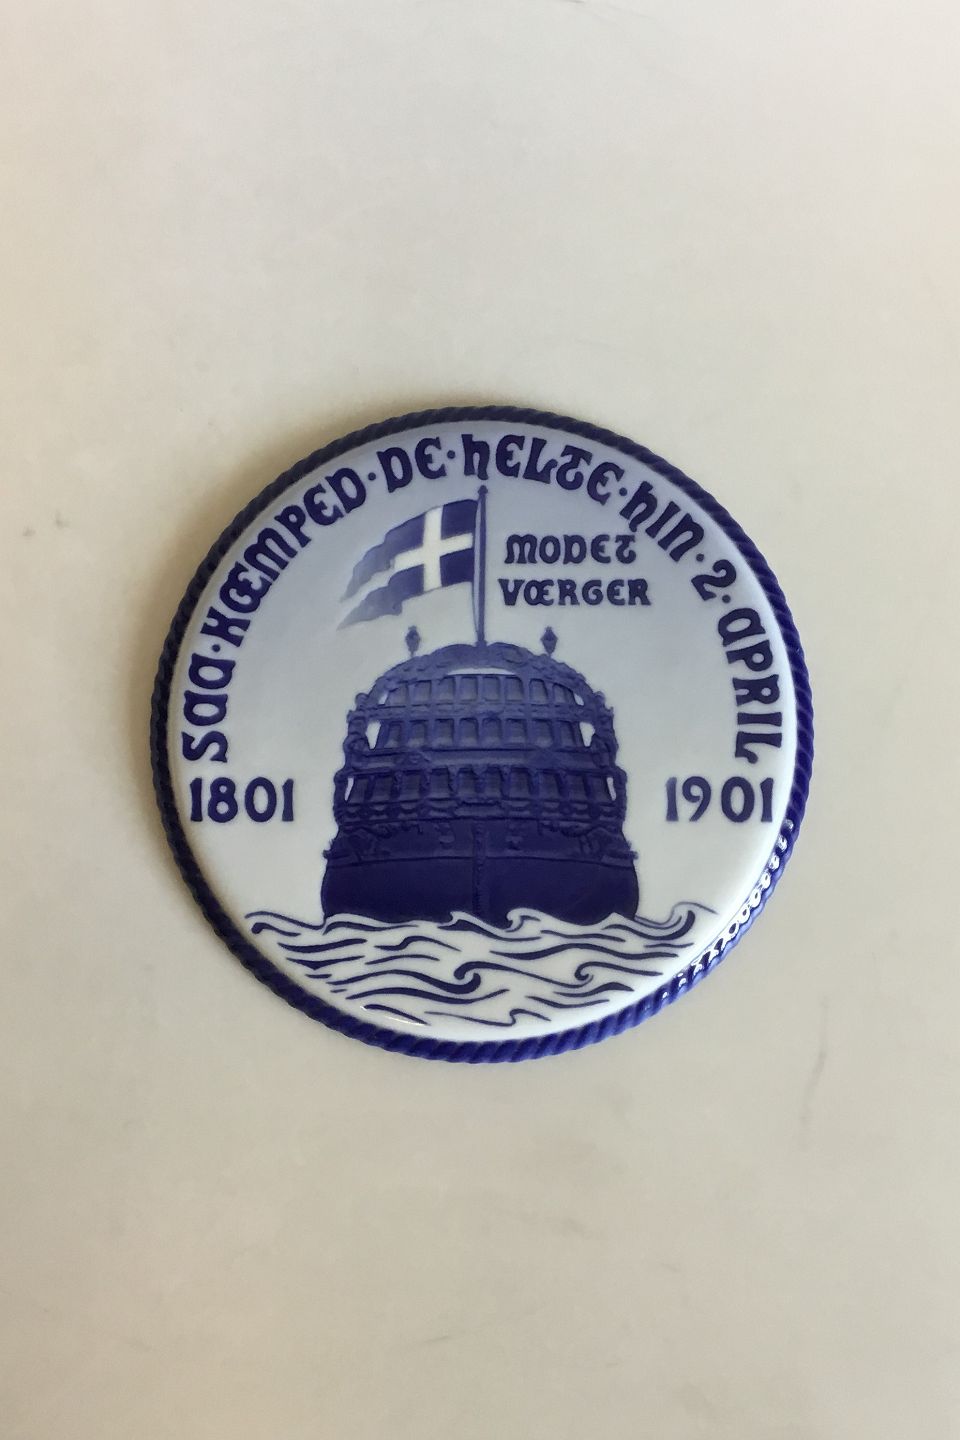 SAA·KÆMPED·DE·HELTE·HIN·2·APRIL
MODET
VÆRGER
1801
1901